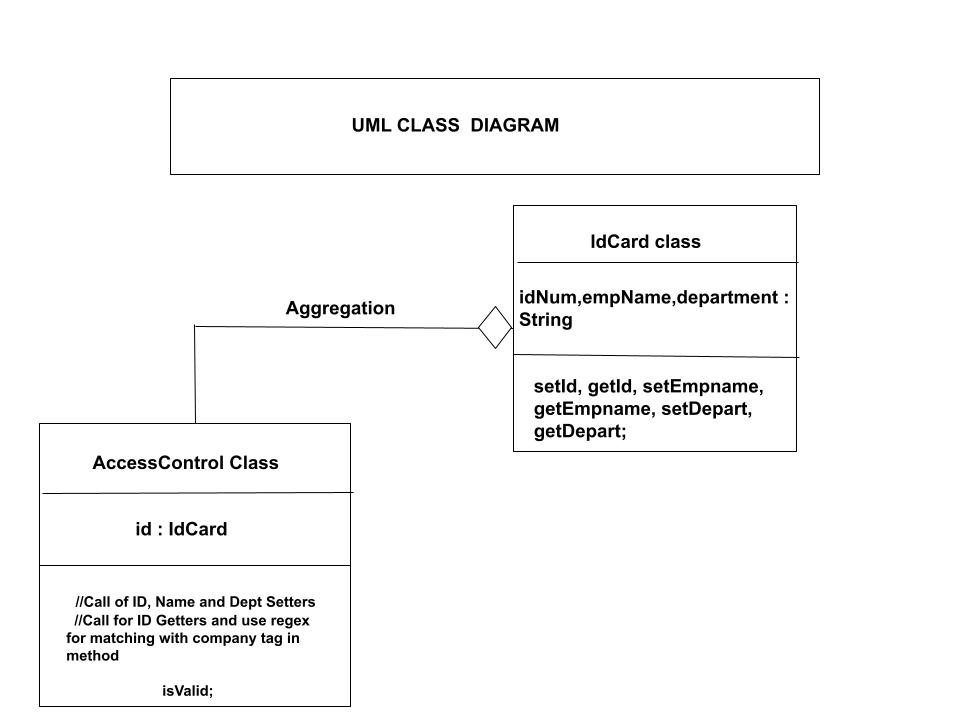 UML CLASS  DIAGRAM
IdCard class
idNum,empName,department :
String
Aggregation
setId, getId, setEmpname,
getEmpname, setDepart,
getDepart;
AccessControl Class
id : IdCard
//Call of ID, Name and Dept Setters
//Call for ID Getters and use regex
for matching with company tag in
method
isValid;